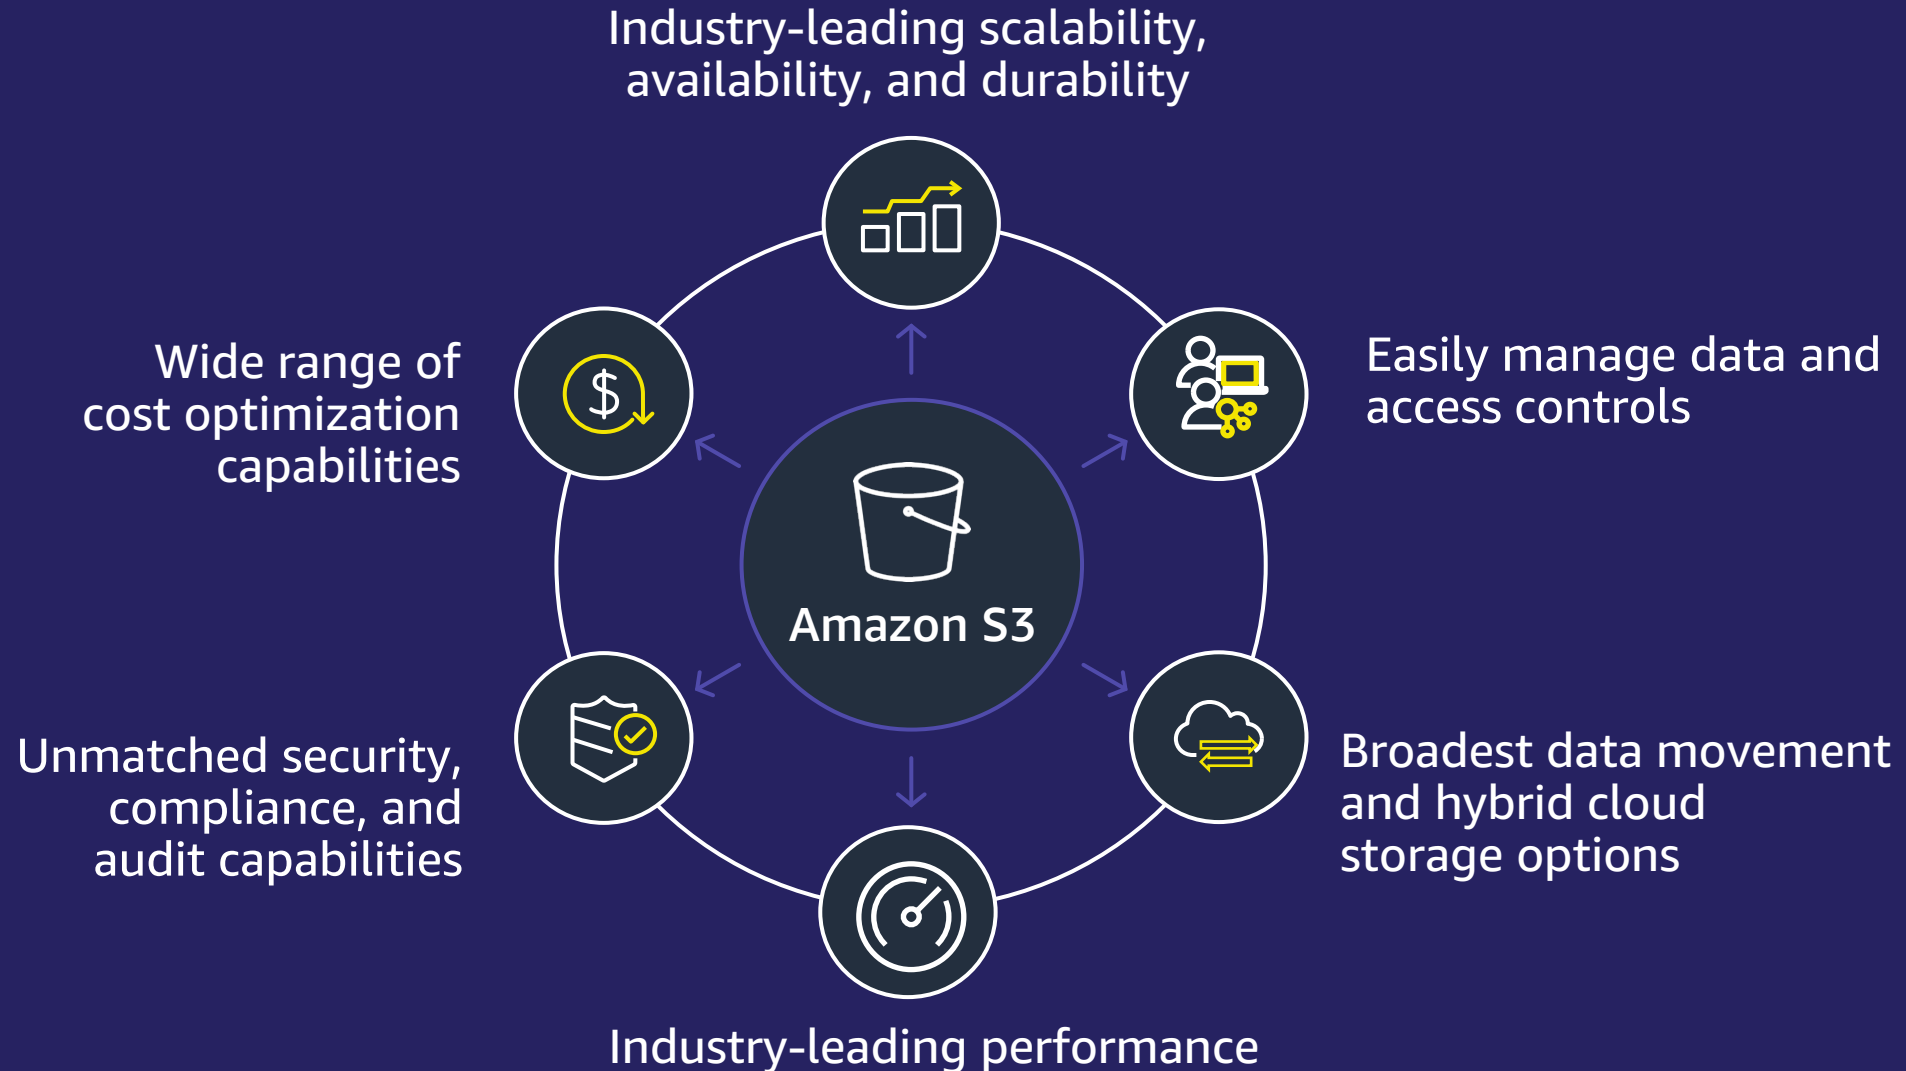 Industry-leading scalability,
availability, and durability
Wide range of
cost optimization
capabilities
$
Easily manage data and
access controls
Amazon S3
Unmatched security,
compliance, and
audit capabilities
Broadest data movement
and hybrid cloud
storage options
Industry-leading performance